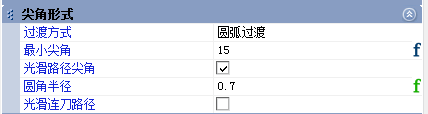 尖角形式
过渡方式 圆弧过渡
最小尖角 15 f
光滑路径尖角
圆角半径 0.7 f
光滑连刀路径